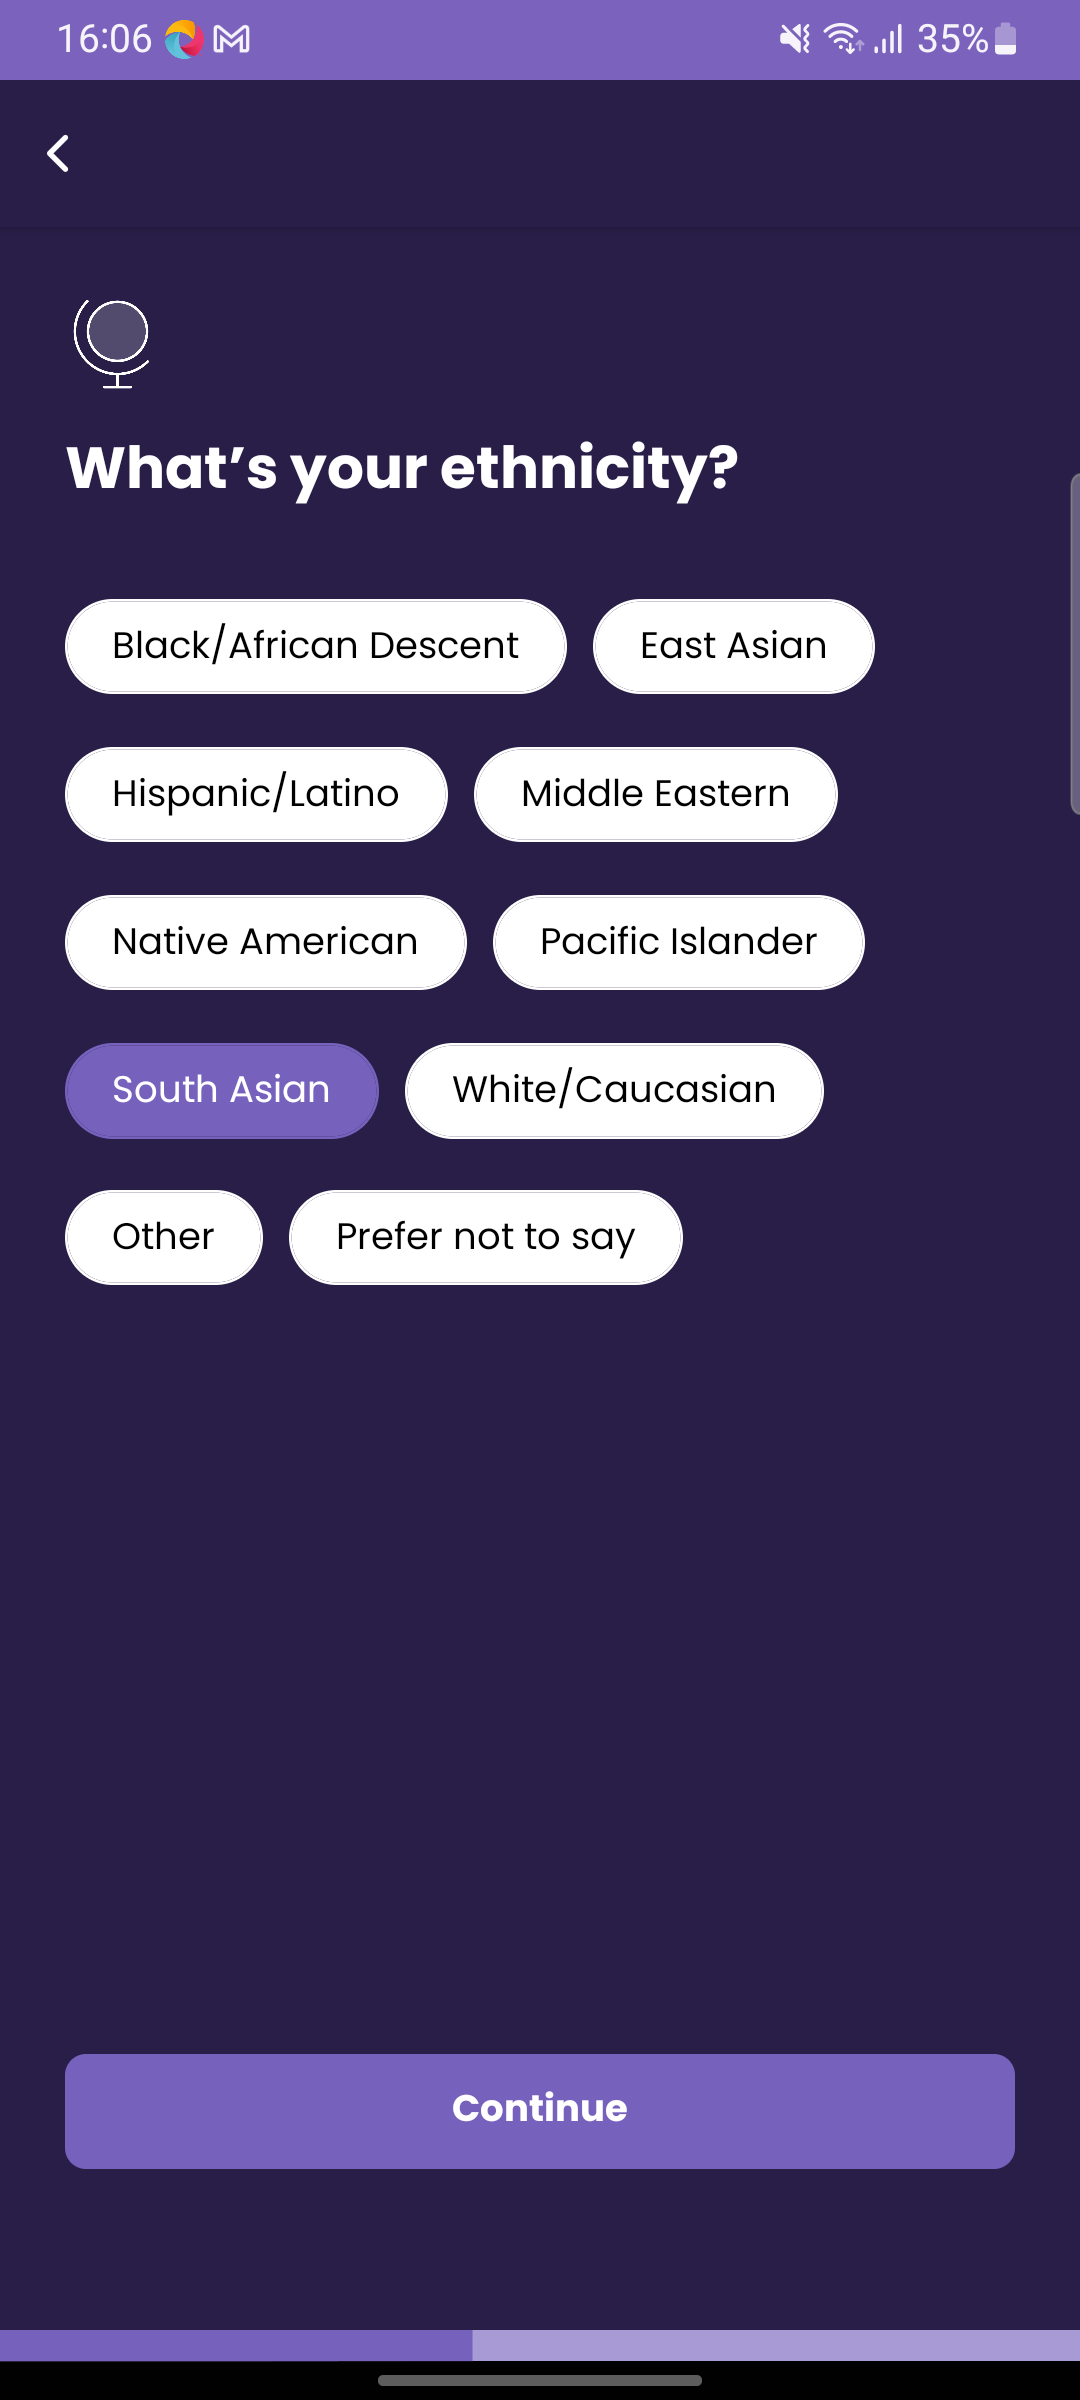 16:06 35%
What’s your ethnicity?
Black/African Descent East Asian
Hispanic/Latino Middle Eastern
Native American Pacific Islander
South Asian White/Caucasian
Other Prefer not to say
Continue